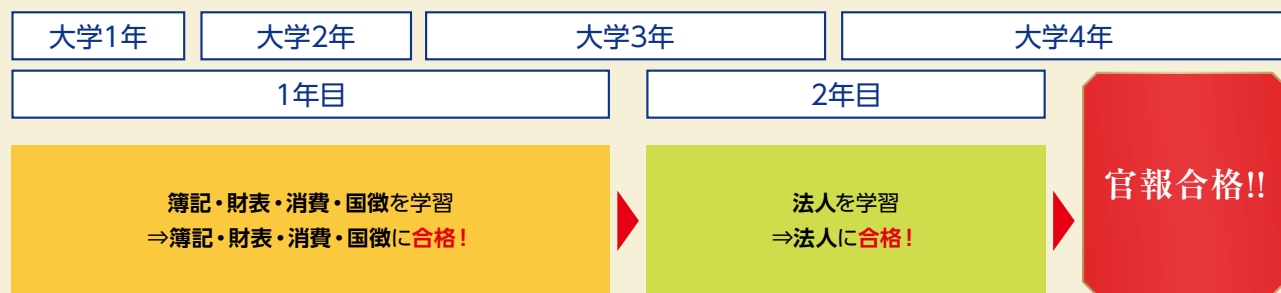 大学1年
大学2年
大学3年
大学4年
1年目
2年目
簿記・財表・消費・国徴を学習
⇒簿記・財表・消費・国徴に合格！
法人を学習
⇒法人に合格！
官報合格!!